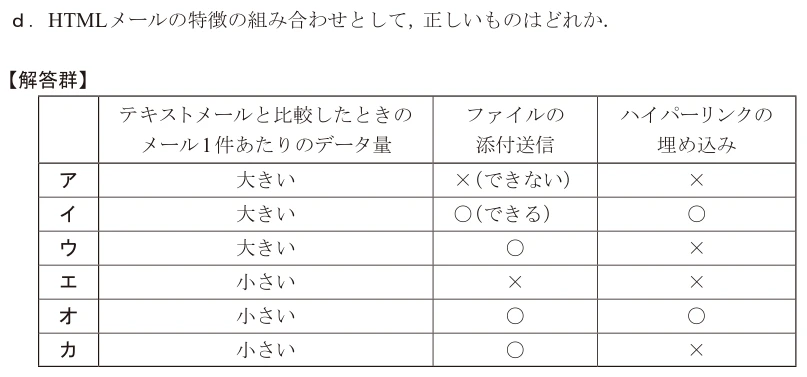 d．HTMLメールの特徴の組み合わせとして，正しいものはどれか．
【解答群】
テキストメールと比較したときのメール1件あたりのデータ量 ファイルの添付送信 ハイパーリンクの埋め込み
ア 大きい ×（できない） ×
イ 大きい ○（できる） ○
ウ 大きい ○ ×
エ 小さい × ×
オ 小さい ○ ○
カ 小さい ○ ×